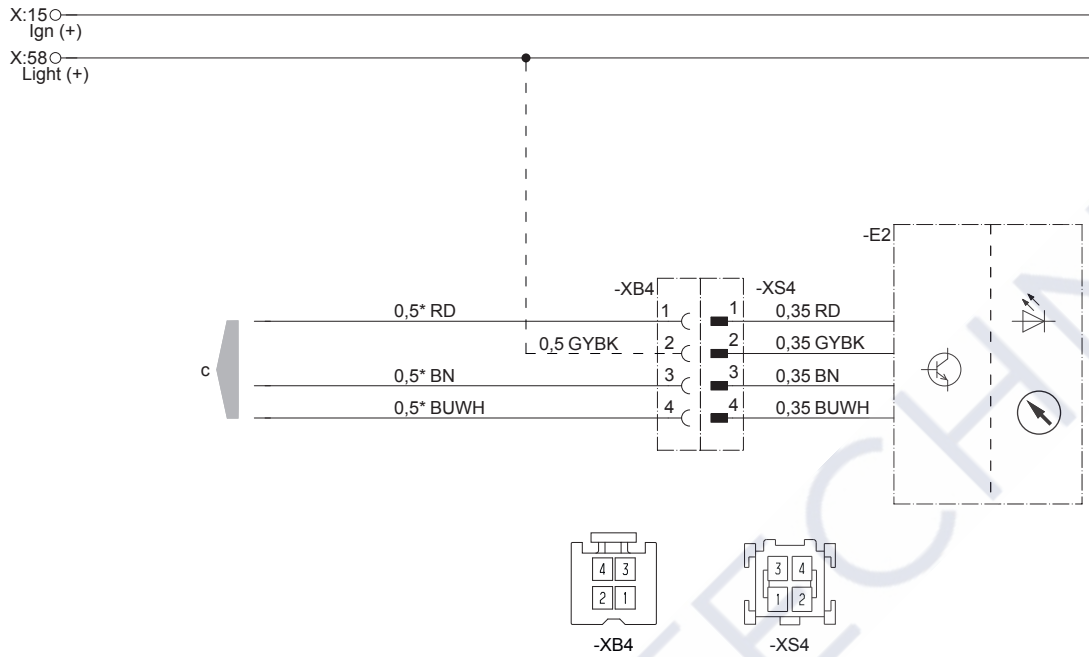 X:15
Ign (+)
X:58
Light (+)
-E2
-XB4
-XS4
0,5* RD
1
1
0,35 RD
0,5 GYBK
2
2
0,35 GYBK
c
0,5* BN
3
3
0,35 BN
0,5* BUWH
4
4
0,35 BUWH
4 3
2 1
-XB4
3 4
1 2
-XS4